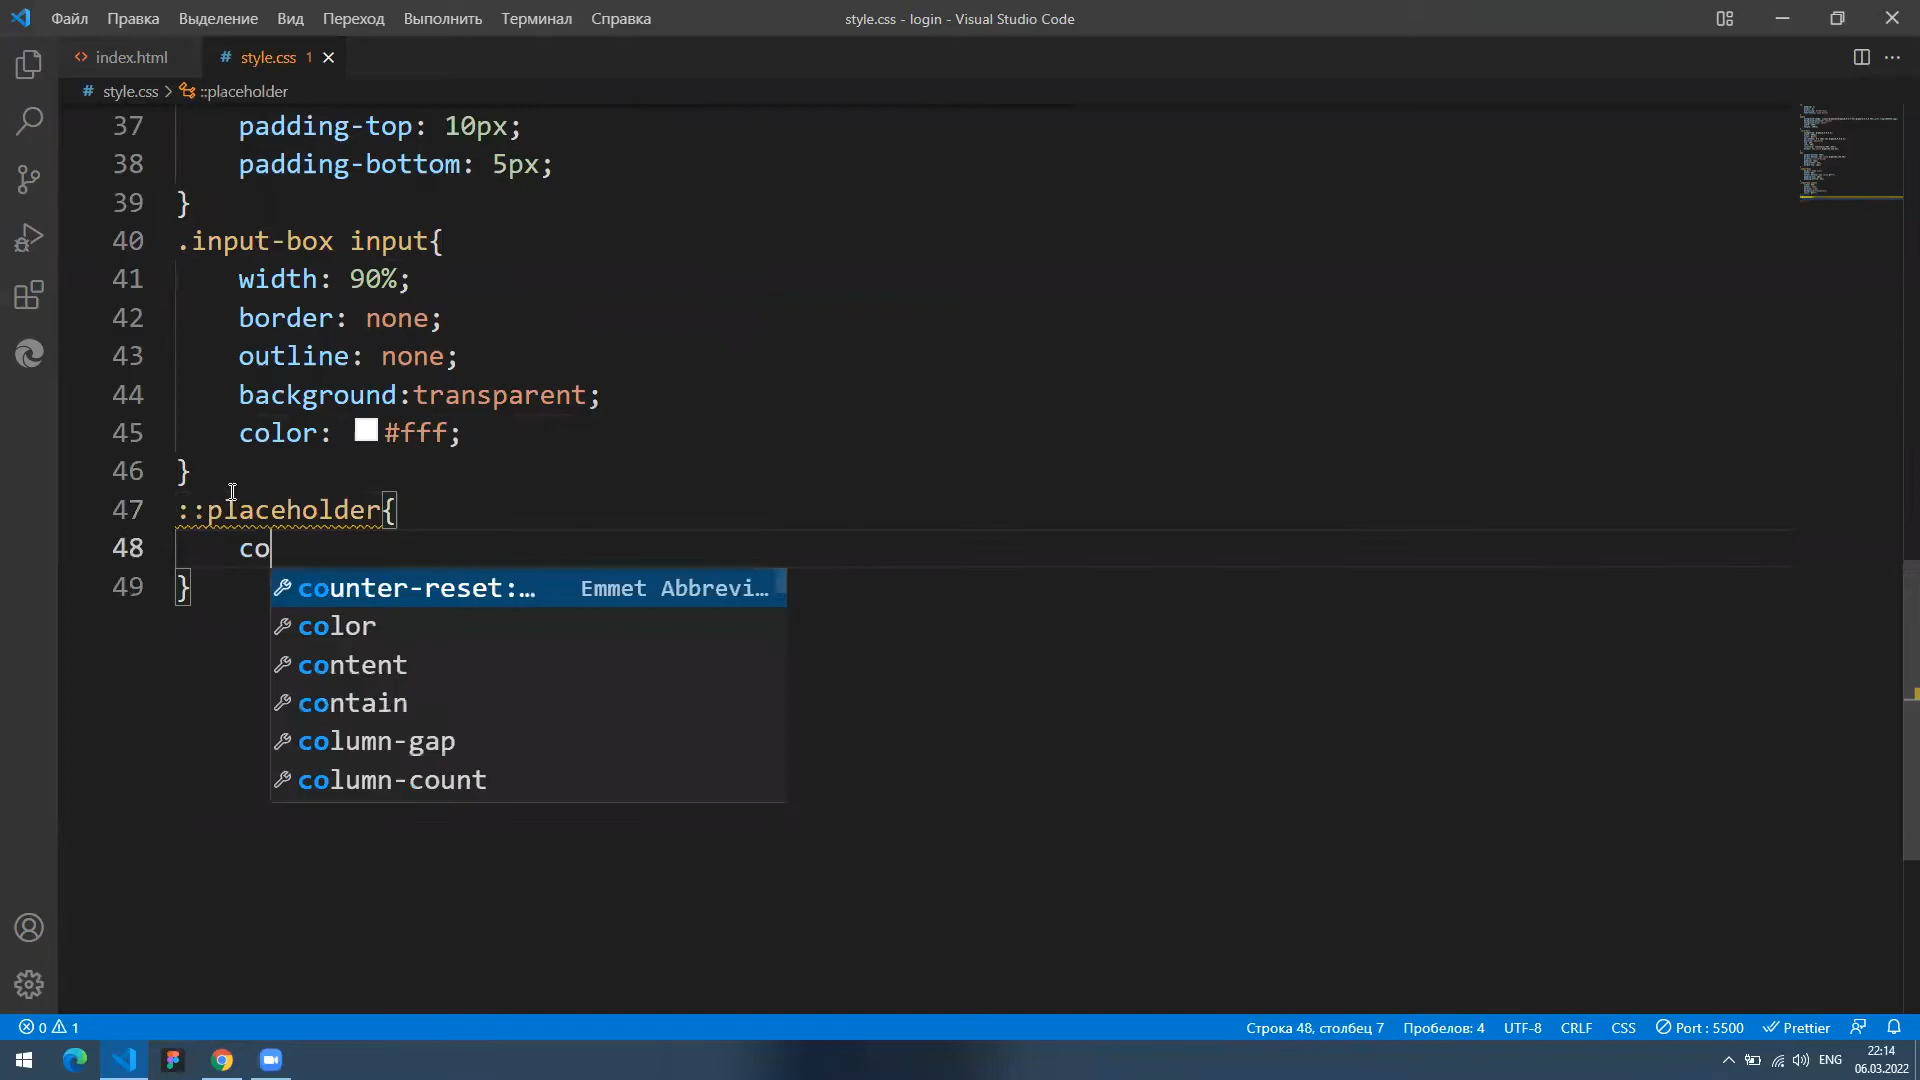 Файл Правка Выделение Вид Переход Выполнить Терминал Справка style.css - login - Visual Studio Code
index.html # style.css 1
# style.css ::placeholder
37 padding-top: 10px;
38 padding-bottom: 5px;
39 }
40 .input-box input{
41 width: 90%;
42 border: none;
43 outline: none;
44 background:transparent;
45 color: #fff;
46 }
47 ::placeholder{
48 co
49 }
counter-reset:… Emmet Abbrevi…
color
content
contain
column-gap
column-count
0 1 Строка 48, столбец 7 Пробелов: 4 UTF-8 CRLF CSS Port : 5500 Prettier
ENG 22:14
06.03.2022